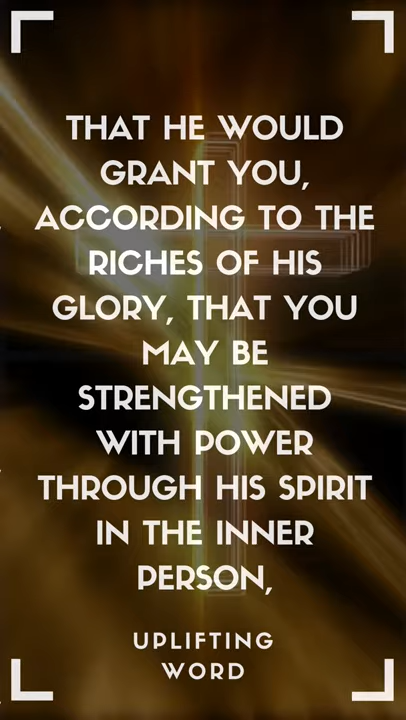 THAT HE WOULD
GRANT YOU,
ACCORDING TO THE
RICHES OF HIS
GLORY, THAT YOU
MAY BE
STRENGTHENED
WITH POWER
THROUGH HIS SPIRIT
IN THE INNER
PERSON,
UPLIFTING
WORD